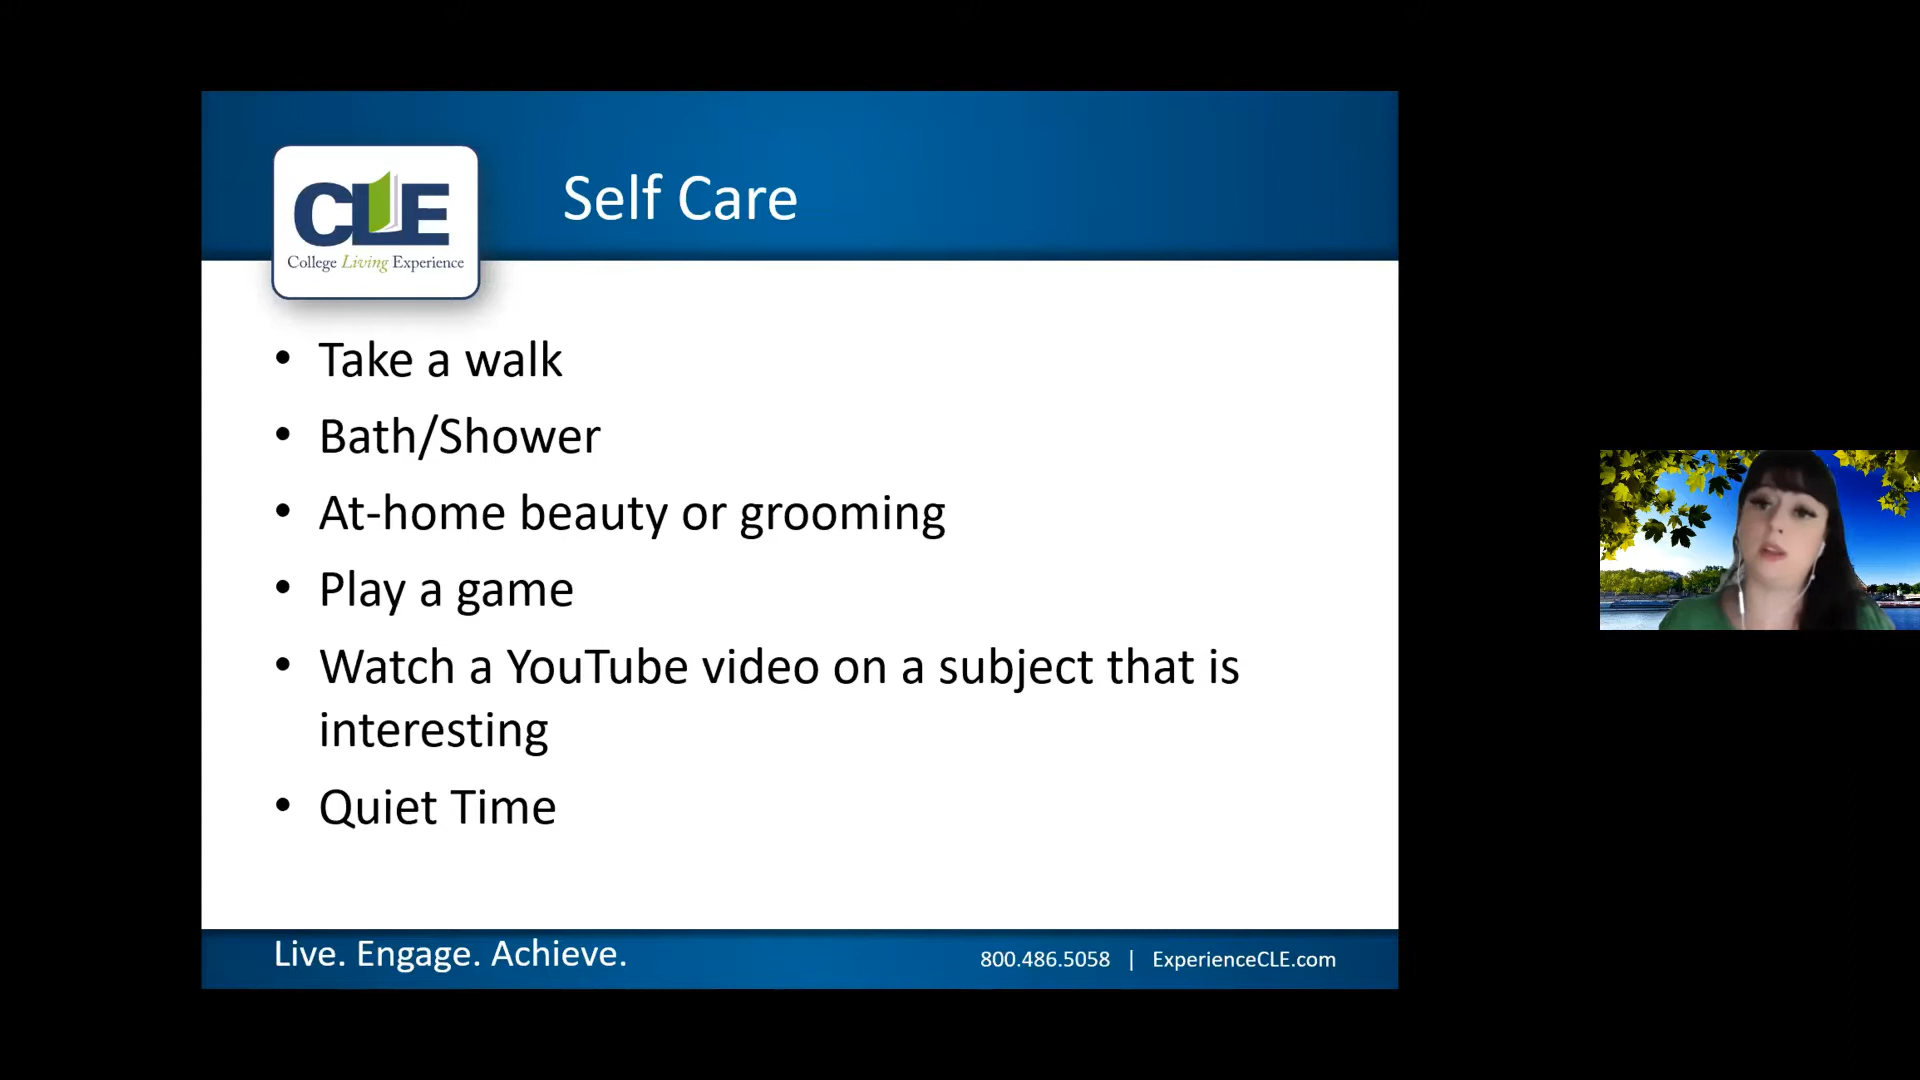 CLE
College Living Experience
Self Care
• Take a walk
• Bath/Shower
• At-home beauty or grooming
• Play a game
• Watch a YouTube video on a subject that is
interesting
• Quiet Time
Live. Engage. Achieve.
800.486.5058 | ExperienceCLE.com